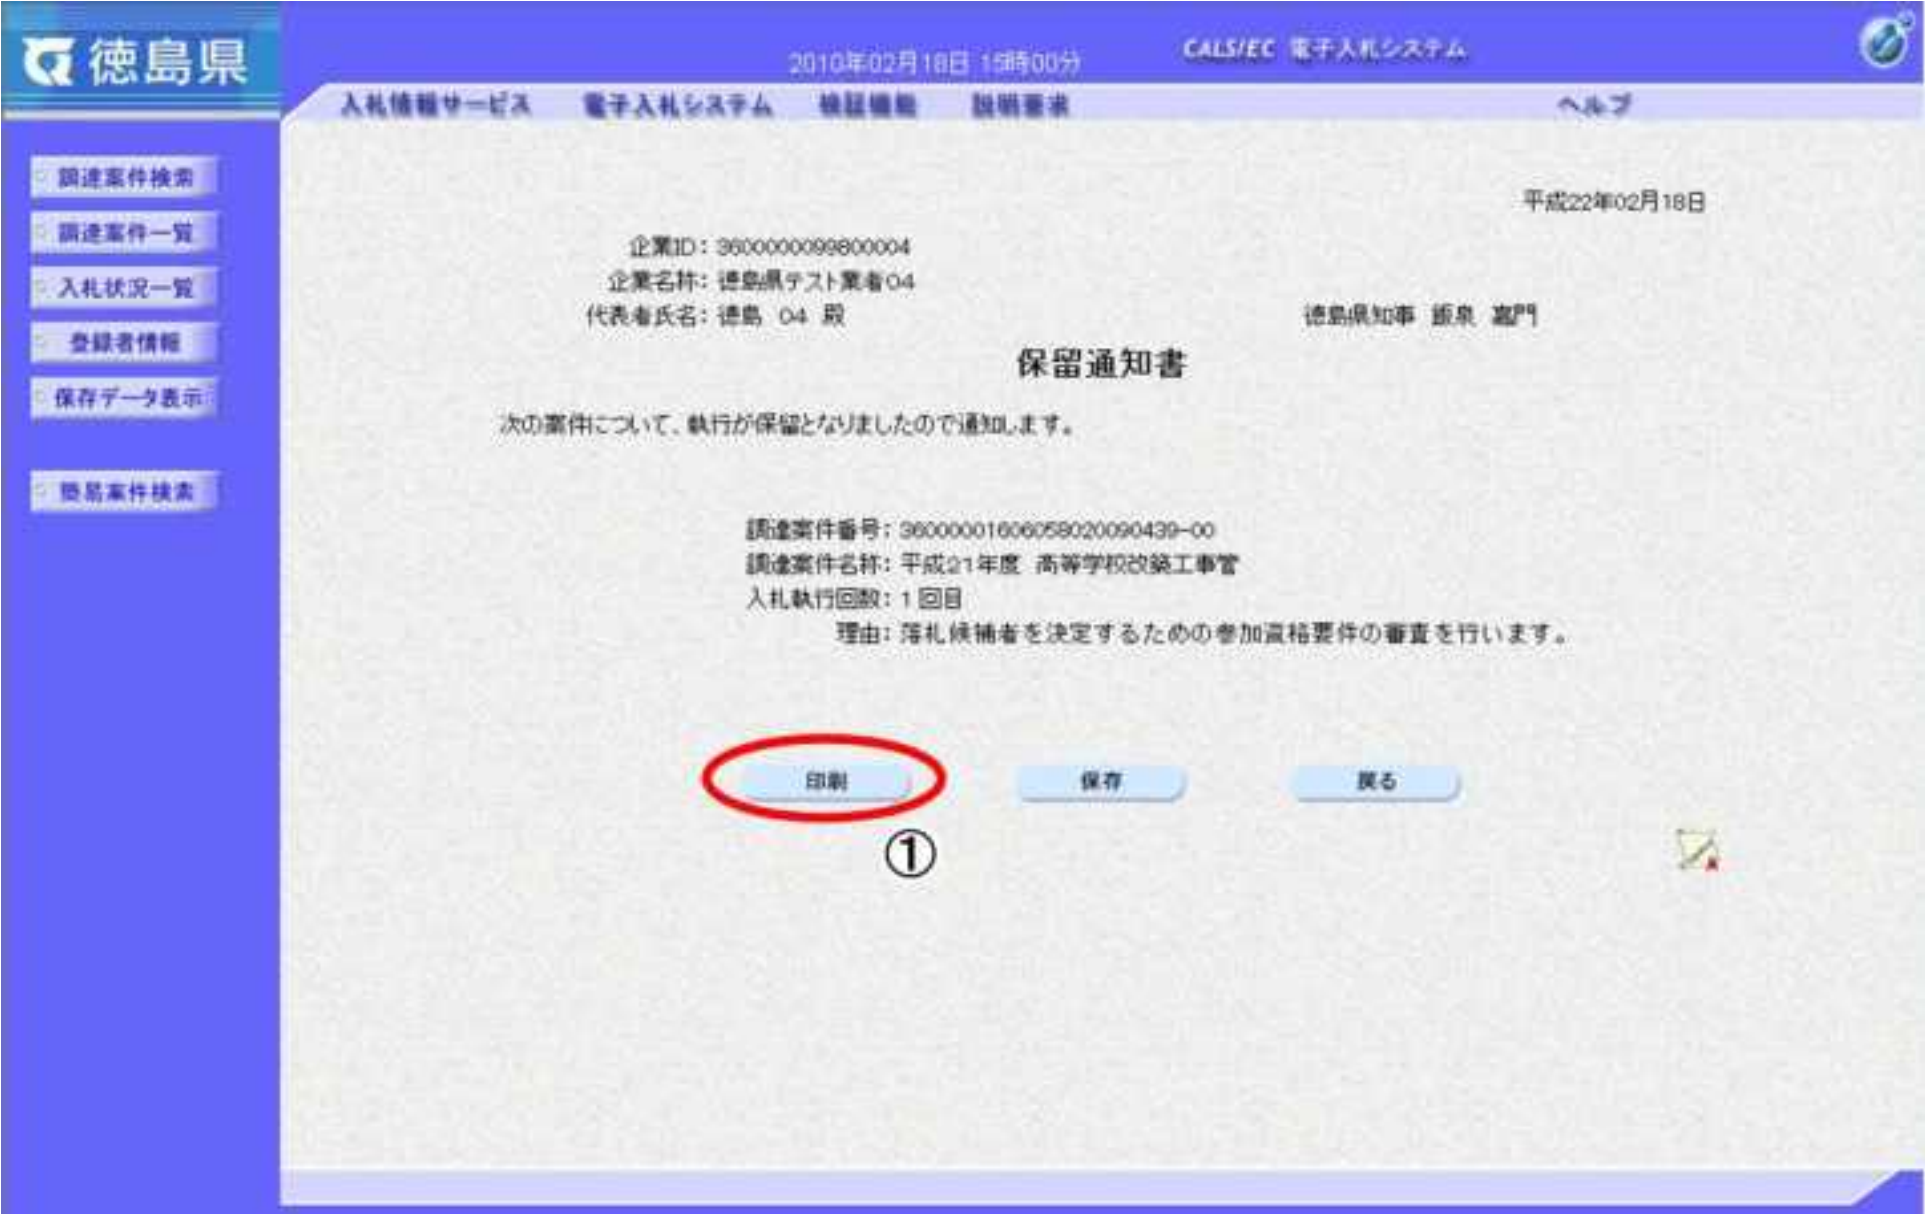 徳島県
2010年02月18日 15時00分
CALS/EC 電子入札システム
入札情報サービス 電子入札システム 検証機能 説明要求 ヘルプ
調達案件検索
調達案件一覧
入札状況一覧
登録者情報
保存データ表示
簡易案件検索
平成22年02月18日
企業ID：3600000099800004
企業名称：徳島県テスト業者04
代表者氏名：徳島 04 殿
徳島県知事 飯泉 嘉門
保留通知書
次の案件について、執行が保留となりましたので通知します。
調達案件番号：3600000160605802009​0439-00
調達案件名称：平成21年度 高等学校改築工事管
入札執行回数：1回目
理由：落札候補者を決定するための参加資格要件の審査を行います。
印刷 保存 戻る
①